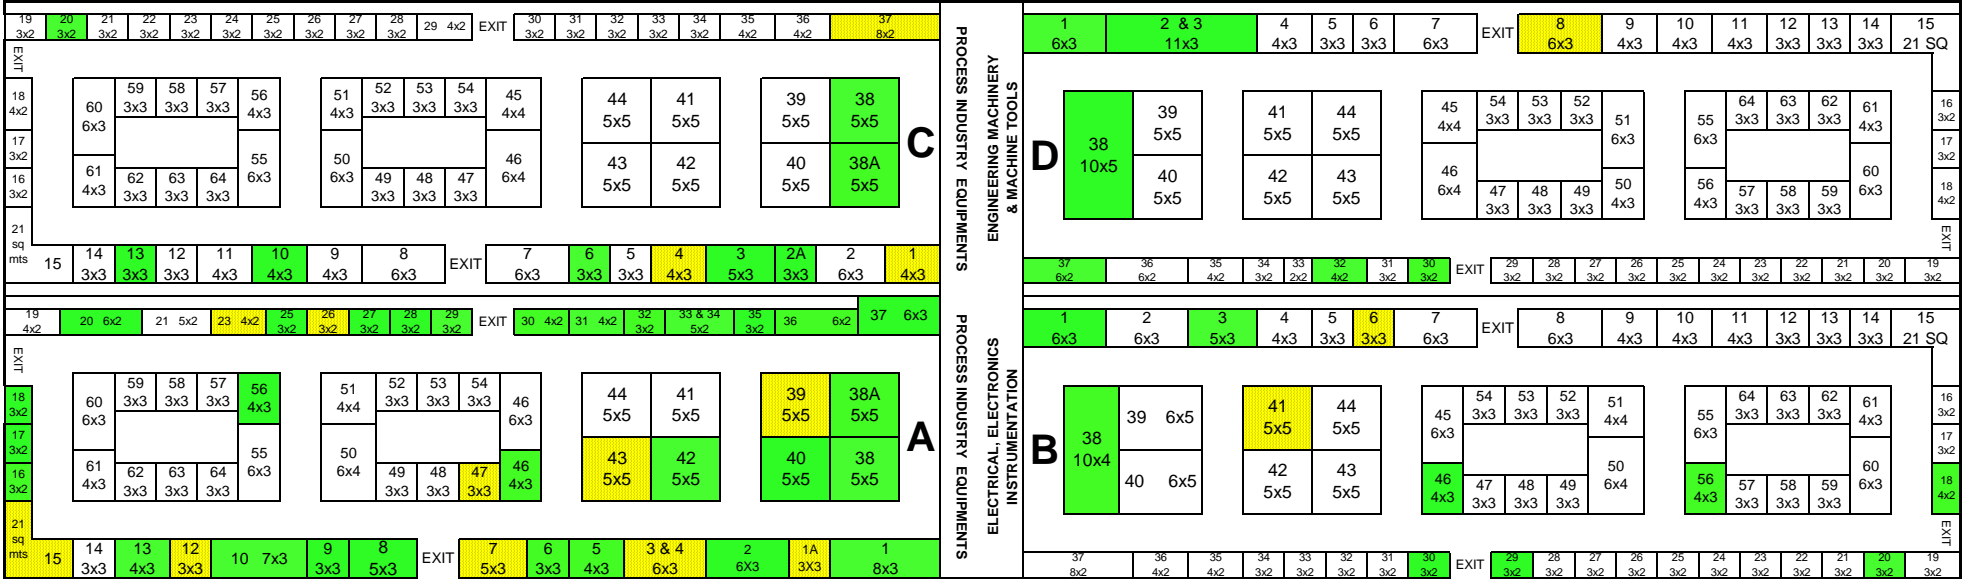 19 20 21 22 23 24 25 26 27 28 29 4x2 EXIT 30 31 32 33 34 35 36 37
3x2 3x2 3x2 3x2 3x2 3x2 3x2 3x2 3x2 3x2 3x2 3x2 3x2 3x2 3x2 4x2 4x2 8x2
EXIT
18
4x2
17
3x2
16
3x2
21
sq
mts
15
60
6x3
59 58 57
3x3 3x3 3x3
56
4x3
61
4x3
62 63 64
3x3 3x3 3x3
55
6x3
51
4x3
52 53 54
3x3 3x3 3x3
45
4x4
50
6x3
49 48 47
3x3 3x3 3x3
46
6x4
44 41
5x5 5x5
43 42
5x5 5x5
39 38
5x5 5x5
40 38A
5x5 5x5
C
14 13 12 11 10 9 8 EXIT 7 6 5 4 3 2A 2 1
3x3 3x3 3x3 4x3 4x3 4x3 6x3 6x3 3x3 3x3 4x3 5x3 3x3 6x3 4x3
PROCESS INDUSTRY EQUIPMENTS
ENGINEERING MACHINERY
& MACHINE TOOLS
1 2 & 3 4 5 6 7 EXIT 8 9 10 11 12 13 14 15
6x3 11x3 4x3 3x3 3x3 6x3 6x3 4x3 4x3 4x3 3x3 3x3 3x3 21 SQ
D
38
10x5
39
5x5
40
5x5
41 44
5x5 5x5
42 43
5x5 5x5
45
4x4
54 53 52
3x3 3x3 3x3
51
6x3
46
6x4
47 48 49
3x3 3x3 3x3
50
4x3
55
6x3
64 63 62
3x3 3x3 3x3
61
4x3
56
4x3
57 58 59
3x3 3x3 3x3
60
6x3
16
3x2
17
3x2
18
4x2
EXIT
37 36 35 34 33 32 31 30 EXIT 29 28 27 26 25 24 23 22 21 20 19
6x2 6x2 4x2 3x2 2x2 4x2 3x2 3x2 3x2 3x2 3x2 3x2 3x2 3x2 3x2 3x2 3x2 3x2 3x2
19 20 6x2 21 5x2 23 4x2 25 26 27 28 29 EXIT 30 4x2 31 4x2 32 33 & 34 35 36 6x2 37 6x3
4x2 3x2 3x2 3x2 3x2 3x2 3x2 5x2 3x2
EXIT
18
3x2
17
3x2
16
3x2
21
sq
mts
15
60
6x3
59 58 57
3x3 3x3 3x3
56
4x3
61
4x3
62 63 64
3x3 3x3 3x3
55
6x3
51
4x4
52 53 54
3x3 3x3 3x3
46
6x3
50
6x4
49 48 47
3x3 3x3 3x3
46
4x3
44 41
5x5 5x5
43 42
5x5 5x5
39 38A
5x5 5x5
40 38
5x5 5x5
A
14 13 12 10 7x3 9 8 EXIT 7 6 5 3 & 4 2 1A 1
3x3 4x3 3x3 3x3 5x3 5x3 3x3 4x3 6x3 6X3 3X3 8x3
PROCESS INDUSTRY EQUIPMENTS
ELECTRICAL, ELECTRONICS
INSTRUMENTATION
1 2 3 4 5 6 7 EXIT 8 9 10 11 12 13 14 15
6x3 6x3 5x3 4x3 3x3 3x3 6x3 6x3 4x3 4x3 4x3 3x3 3x3 3x3 21 SQ
B
38
10x4
39 6x5
40 6x5
41 44
5x5 5x5
42 43
5x5 5x5
45
6x3
54 53 52
3x3 3x3 3x3
51
4x4
46
4x3
47 48 49
3x3 3x3 3x3
50
6x4
55
6x3
64 63 62
3x3 3x3 3x3
61
4x3
56
4x3
57 58 59
3x3 3x3 3x3
60
6x3
16
3x2
17
3x2
18
4x2
EXIT
37 36 35 34 33 32 31 30 EXIT 29 28 27 26 25 24 23 22 21 20 19
8x2 4x2 4x2 3x2 3x2 3x2 3x2 3x2 3x2 3x2 3x2 3x2 3x2 3x2 3x2 3x2 3x2 3x2 3x2